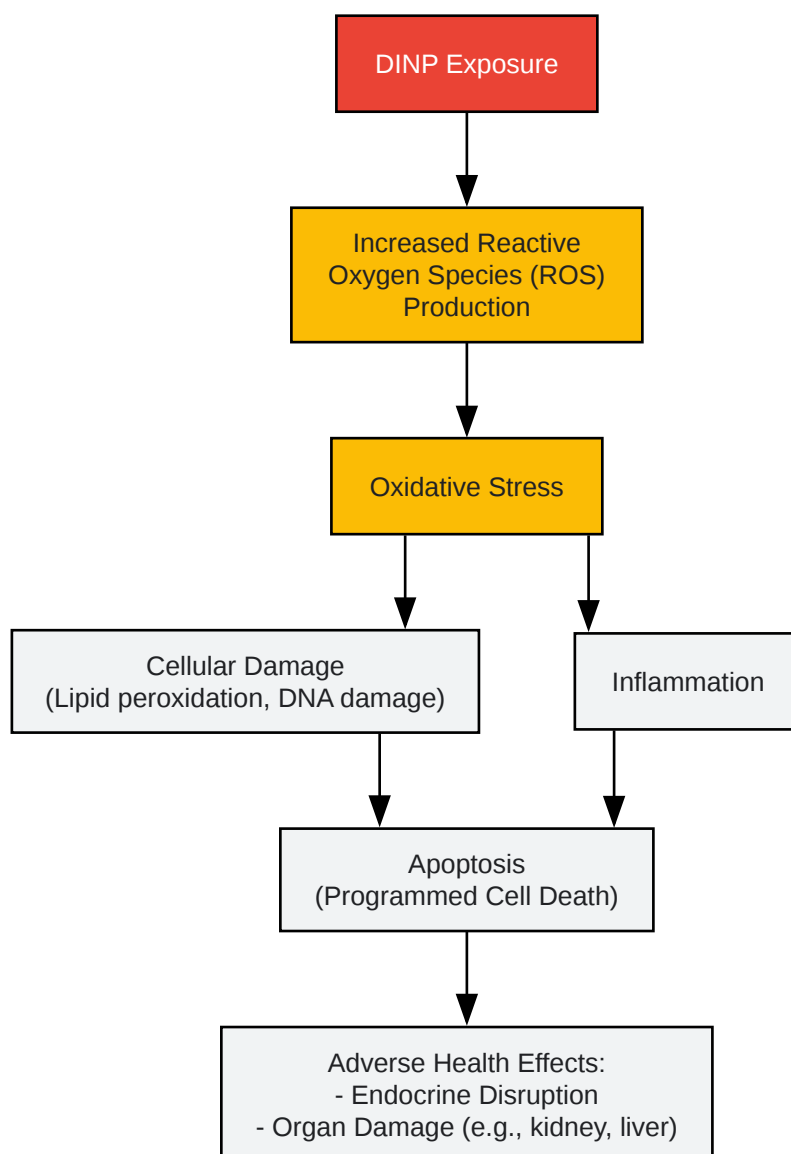 DINP Exposure
Increased Reactive
Oxygen Species (ROS)
Production
Oxidative Stress
Cellular Damage
(Lipid peroxidation, DNA damage)
Inflammation
Apoptosis
(Programmed Cell Death)
Adverse Health Effects:
- Endocrine Disruption
- Organ Damage (e.g., kidney, liver)